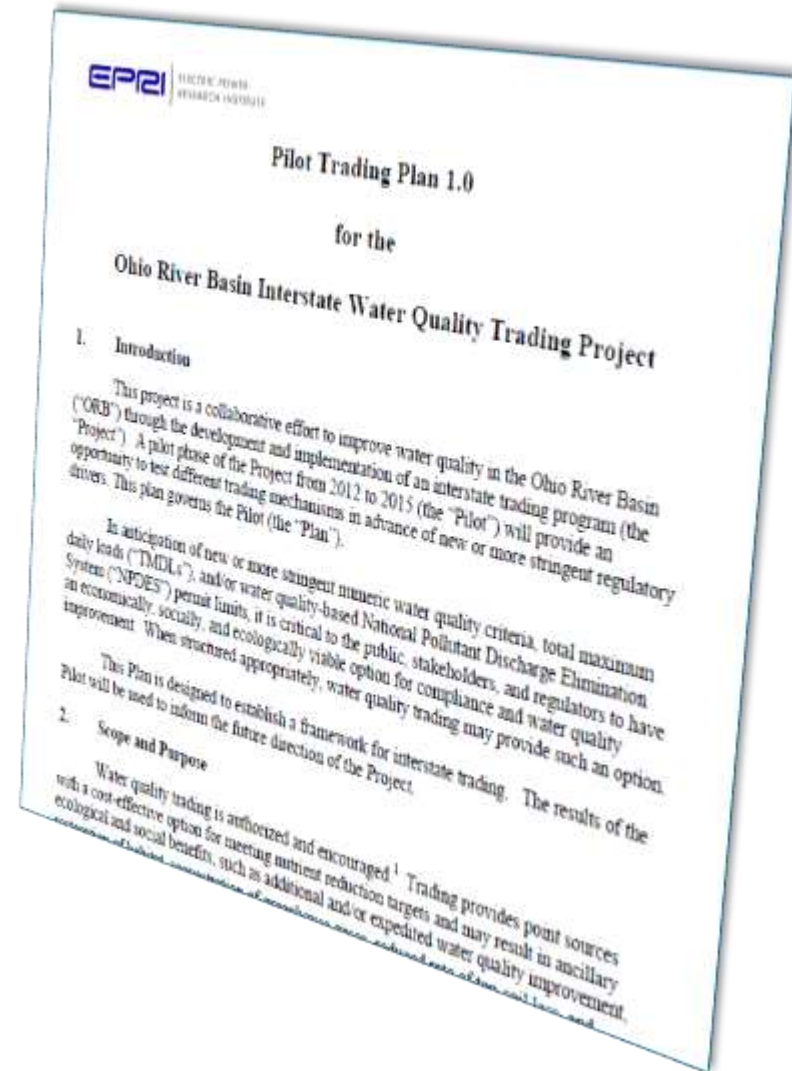 EPRI
ELECTRIC POWER
RESEARCH INSTITUTE
Pilot Trading Plan 1.0
for the
Ohio River Basin Interstate Water Quality Trading Project
1. Introduction
This project is a collaborative effort to improve water quality in the Ohio River Basin
("ORB") through the development and implementation of an interstate trading program (the
"Project"). A pilot phase of the Project from 2012 to 2015 (the "Pilot") will provide an
opportunity to test different trading mechanisms in advance of new or more stringent regulatory
drivers. This plan governs the Pilot (the "Plan").
In anticipation of new or more stringent numeric water quality criteria, total maximum
daily loads ("TMDLs"), and/or water quality-based National Pollutant Discharge Elimination
System ("NPDES") permit limits, it is critical to the public, stakeholders, and regulators to have
an economically, socially, and ecologically viable option for compliance and water quality
improvement. When structured appropriately, water quality trading may provide such an option.
This Plan is designed to establish a framework for interstate trading. The results of the
Pilot will be used to inform the future direction of the Project.
2. Scope and Purpose
Water quality trading is authorized and encouraged.1 Trading provides point sources
with a cost-effective option for meeting nutrient reduction targets and may result in ancillary
ecological and social benefits, such as additional and/or expedited water quality improvement,